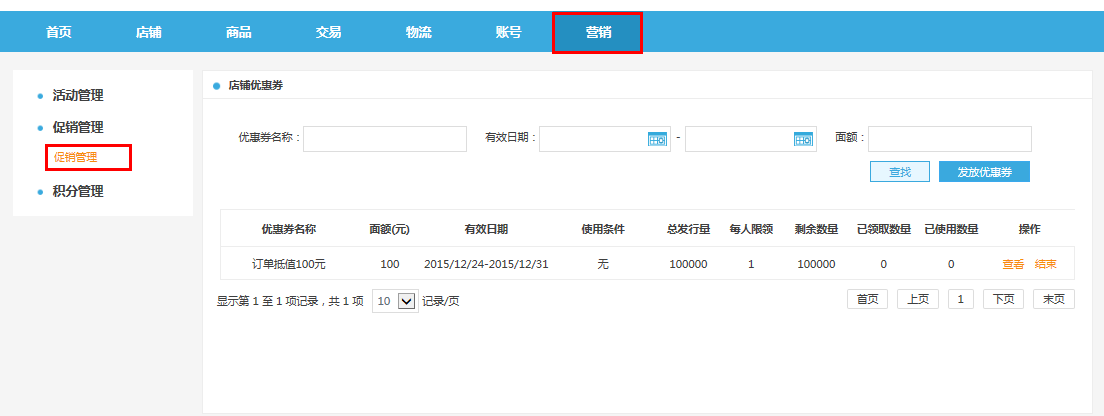 首页 店铺 商品 交易 物流 账号 营销
活动管理
促销管理
促销管理
积分管理
店铺优惠券
优惠券名称： 有效日期： - 面额：
查找 发放优惠券
优惠券名称 面额(元) 有效日期 使用条件 总发行量 每人限领 剩余数量 已领取数量 已使用数量 操作
订单抵值100元 100 2015/12/24-2015/12/31 无 100000 1 100000 0 0 查看 结束
显示第 1 至 1 项记录，共 1 项 10 记录/页 首页 上页 1 下页 末页